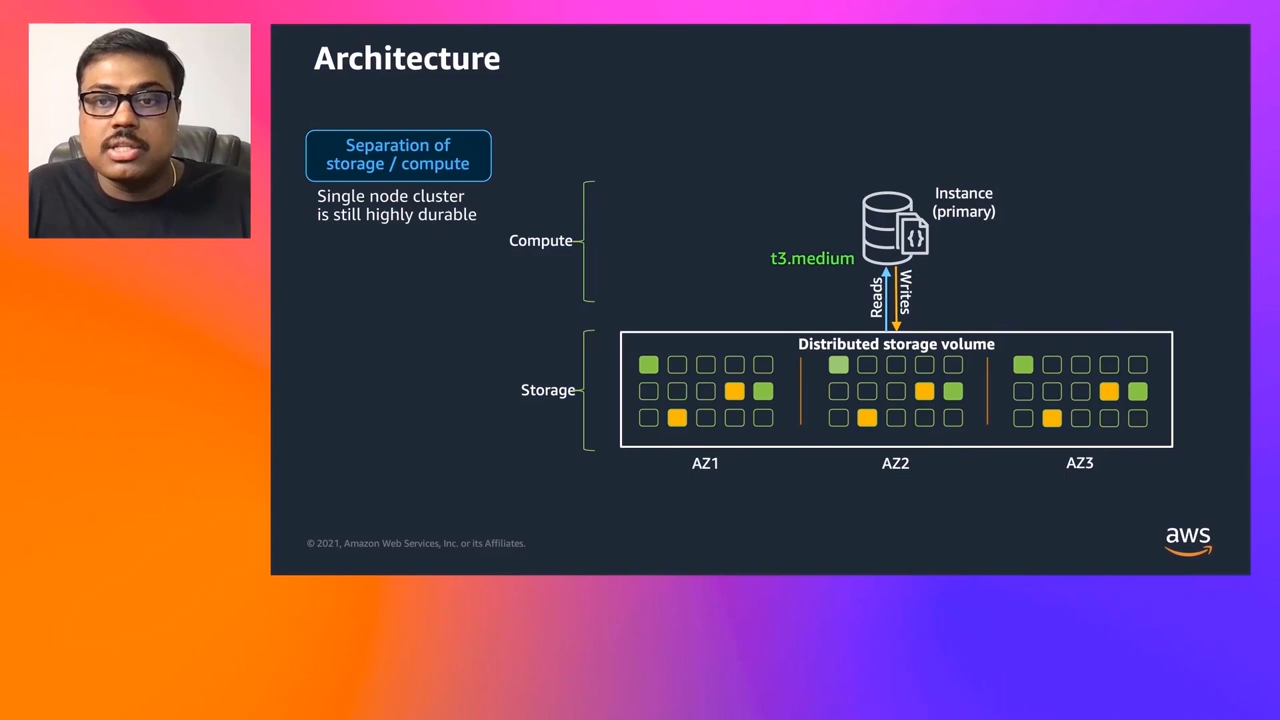 Architecture
Separation of
storage / compute
Single node cluster
is still highly durable
Compute
Instance
(primary)
t3.medium
Reads
Writes
Storage
Distributed storage volume
AZ1
AZ2
AZ3
© 2021, Amazon Web Services, Inc. or its Affiliates.
aws